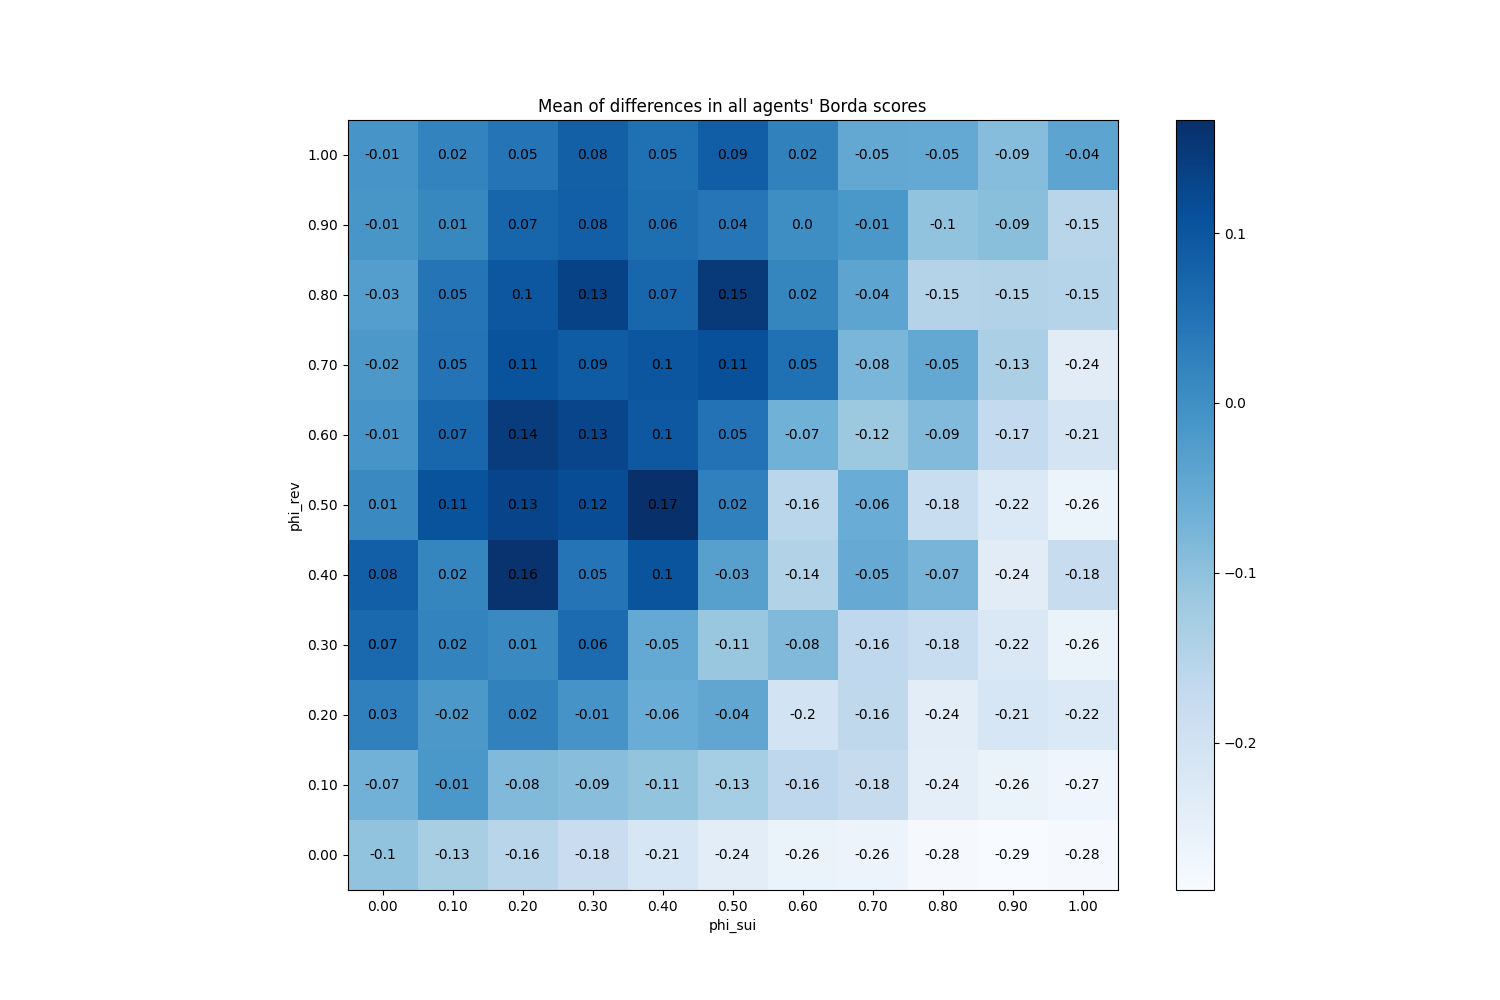 Mean of differences in all agents' Borda scores
1.00 -0.01 0.02 0.05 0.08 0.05 0.09 0.02 -0.05 -0.05 -0.09 -0.04
0.90 -0.01 0.01 0.07 0.08 0.06 0.04 0.0 -0.01 -0.1 -0.09 -0.15
0.80 -0.03 0.05 0.1 0.13 0.07 0.15 0.02 -0.04 -0.15 -0.15 -0.15
0.70 -0.02 0.05 0.11 0.09 0.1 0.11 0.05 -0.08 -0.05 -0.13 -0.24
0.60 -0.01 0.07 0.14 0.13 0.1 0.05 -0.07 -0.12 -0.09 -0.17 -0.21
0.50 0.01 0.11 0.13 0.12 0.17 0.02 -0.16 -0.06 -0.18 -0.22 -0.26
0.40 0.08 0.02 0.16 0.05 0.1 -0.03 -0.14 -0.05 -0.07 -0.24 -0.18
0.30 0.07 0.02 0.01 0.06 -0.05 -0.11 -0.08 -0.16 -0.18 -0.22 -0.26
0.20 0.03 -0.02 0.02 -0.01 -0.06 -0.04 -0.2 -0.16 -0.24 -0.21 -0.22
0.10 -0.07 -0.01 -0.08 -0.09 -0.11 -0.13 -0.16 -0.18 -0.24 -0.26 -0.27
0.00 -0.1 -0.13 -0.16 -0.18 -0.21 -0.24 -0.26 -0.26 -0.28 -0.29 -0.28
0.00 0.10 0.20 0.30 0.40 0.50 0.60 0.70 0.80 0.90 1.00
phi_sui
phi_rev
0.1
0.0
−0.1
−0.2